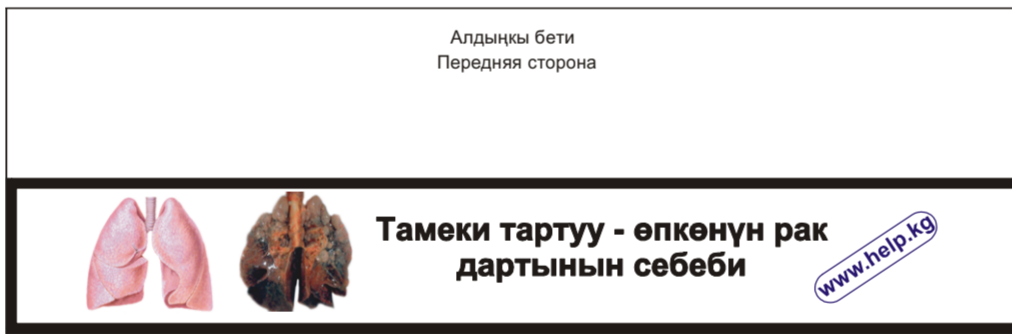 Алдыңкы бети
Передняя сторона
Тамеки тартуу - өпкөнүн рак
дартынын себеби
www.help.kg